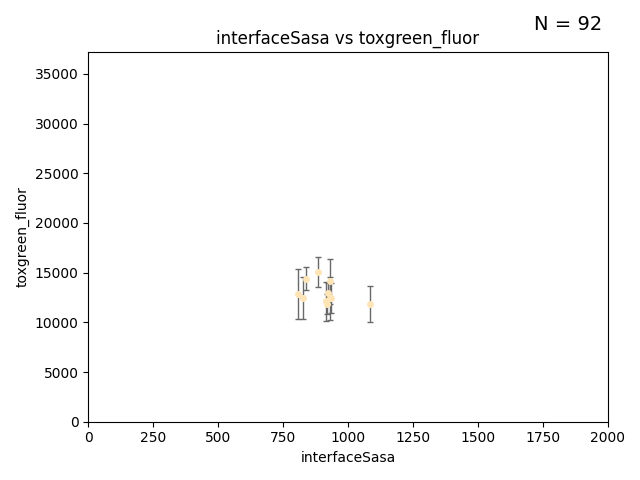 N = 92
interfaceSasa vs toxgreen_fluor
35000
30000
25000
20000
15000
10000
5000
0
toxgreen_fluor
0 250 500 750 1000 1250 1500 1750 2000
interfaceSasa